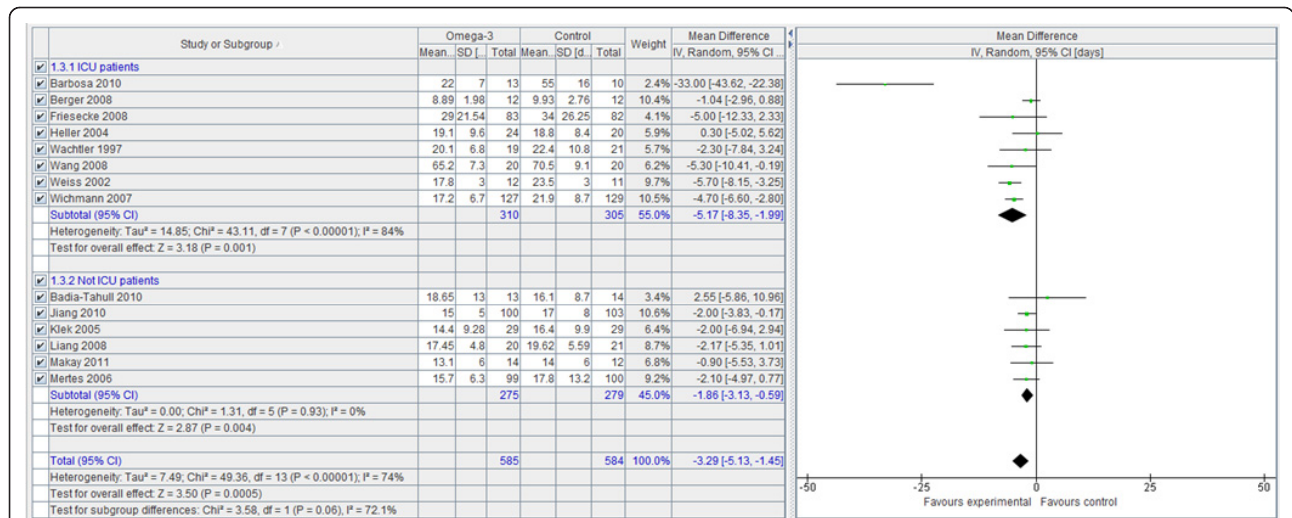 Study or Subgroup Omega-3 Control Weight Mean Difference Mean Difference
Mean... SD [... Total Mean... SD [d... Total IV, Random, 95% CI ... IV, Random, 95% CI [days]
1.3.1 ICU patients
Barbosa 2010 22 7 13 55 16 10 2.4% -33.00 [-43.62, -22.38]
Berger 2008 8.89 1.98 12 9.93 2.76 12 10.4% -1.04 [-2.96, 0.88]
Friesecke 2008 29 21.54 83 34 26.25 82 4.1% -5.00 [-12.33, 2.33]
Heller 2004 19.1 9.6 24 18.8 8.4 20 5.9% 0.30 [-5.02, 5.62]
Wachtler 1997 20.1 6.8 19 22.4 10.8 21 5.7% -2.30 [-7.84, 3.24]
Wang 2008 65.2 7.3 20 70.5 9.1 20 6.2% -5.30 [-10.41, -0.19]
Weiss 2002 17.8 3 12 23.5 3 11 9.7% -5.70 [-8.15, -3.25]
Wichmann 2007 17.2 6.7 127 21.9 8.7 129 10.5% -4.70 [-6.60, -2.80]
Subtotal (95% CI) 310 305 55.0% -5.17 [-8.35, -1.99]
Heterogeneity: Tau² = 14.85; Chi² = 43.11, df = 7 (P < 0.00001); I² = 84%
Test for overall effect: Z = 3.18 (P = 0.001)
1.3.2 Not ICU patients
Badia-Tahull 2010 18.65 13 13 16.1 8.7 14 3.4% 2.55 [-5.86, 10.96]
Jiang 2010 15 5 100 17 8 103 10.6% -2.00 [-3.83, -0.17]
Klek 2005 14.4 9.28 29 16.4 9.9 29 6.4% -2.00 [-6.94, 2.94]
Liang 2008 17.45 4.8 20 19.62 5.59 21 8.7% -2.17 [-5.35, 1.01]
Makay 2011 13.1 6 14 14 6 12 6.8% -0.90 [-5.53, 3.73]
Mertes 2006 15.7 6.3 99 17.8 13.2 100 9.2% -2.10 [-4.97, 0.77]
Subtotal (95% CI) 275 279 45.0% -1.86 [-3.13, -0.59]
Heterogeneity: Tau² = 0.00; Chi² = 1.31, df = 5 (P = 0.93); I² = 0%
Test for overall effect: Z = 2.87 (P = 0.004)
Total (95% CI) 585 584 100.0% -3.29 [-5.13, -1.45]
Heterogeneity: Tau² = 7.49; Chi² = 49.36, df = 13 (P < 0.00001); I² = 74%
Test for overall effect: Z = 3.50 (P = 0.0005)
Test for subgroup differences: Chi² = 3.58, df = 1 (P = 0.06), I² = 72.1%
-50 -25 0 25 50
Favours experimental Favours control